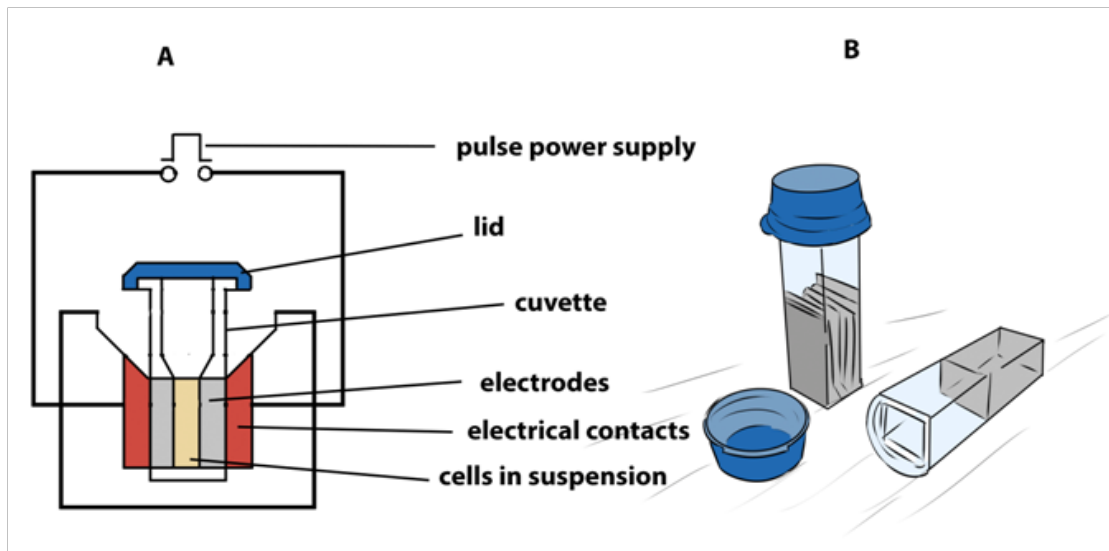 A
B
pulse power supply
lid
cuvette
electrodes
electrical contacts
cells in suspension